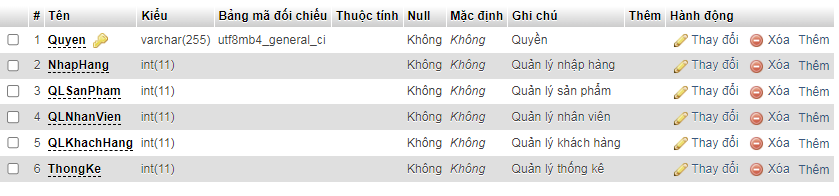 # Tên Kiểu Bảng mã đối chiếu Thuộc tính Null Mặc định Ghi chú Thêm Hành động
1 Quyen varchar(255) utf8mb4_general_ci Không Không Quyền Thay đổi Xóa Thêm
2 NhapHang int(11) Không Không Quản lý nhập hàng Thay đổi Xóa Thêm
3 QLSanPham int(11) Không Không Quản lý sản phẩm Thay đổi Xóa Thêm
4 QLNhanVien int(11) Không Không Quản lý nhân viên Thay đổi Xóa Thêm
5 QLKhachHang int(11) Không Không Quản lý khách hàng Thay đổi Xóa Thêm
6 ThongKe int(11) Không Không Quản lý thống kê Thay đổi Xóa Thêm